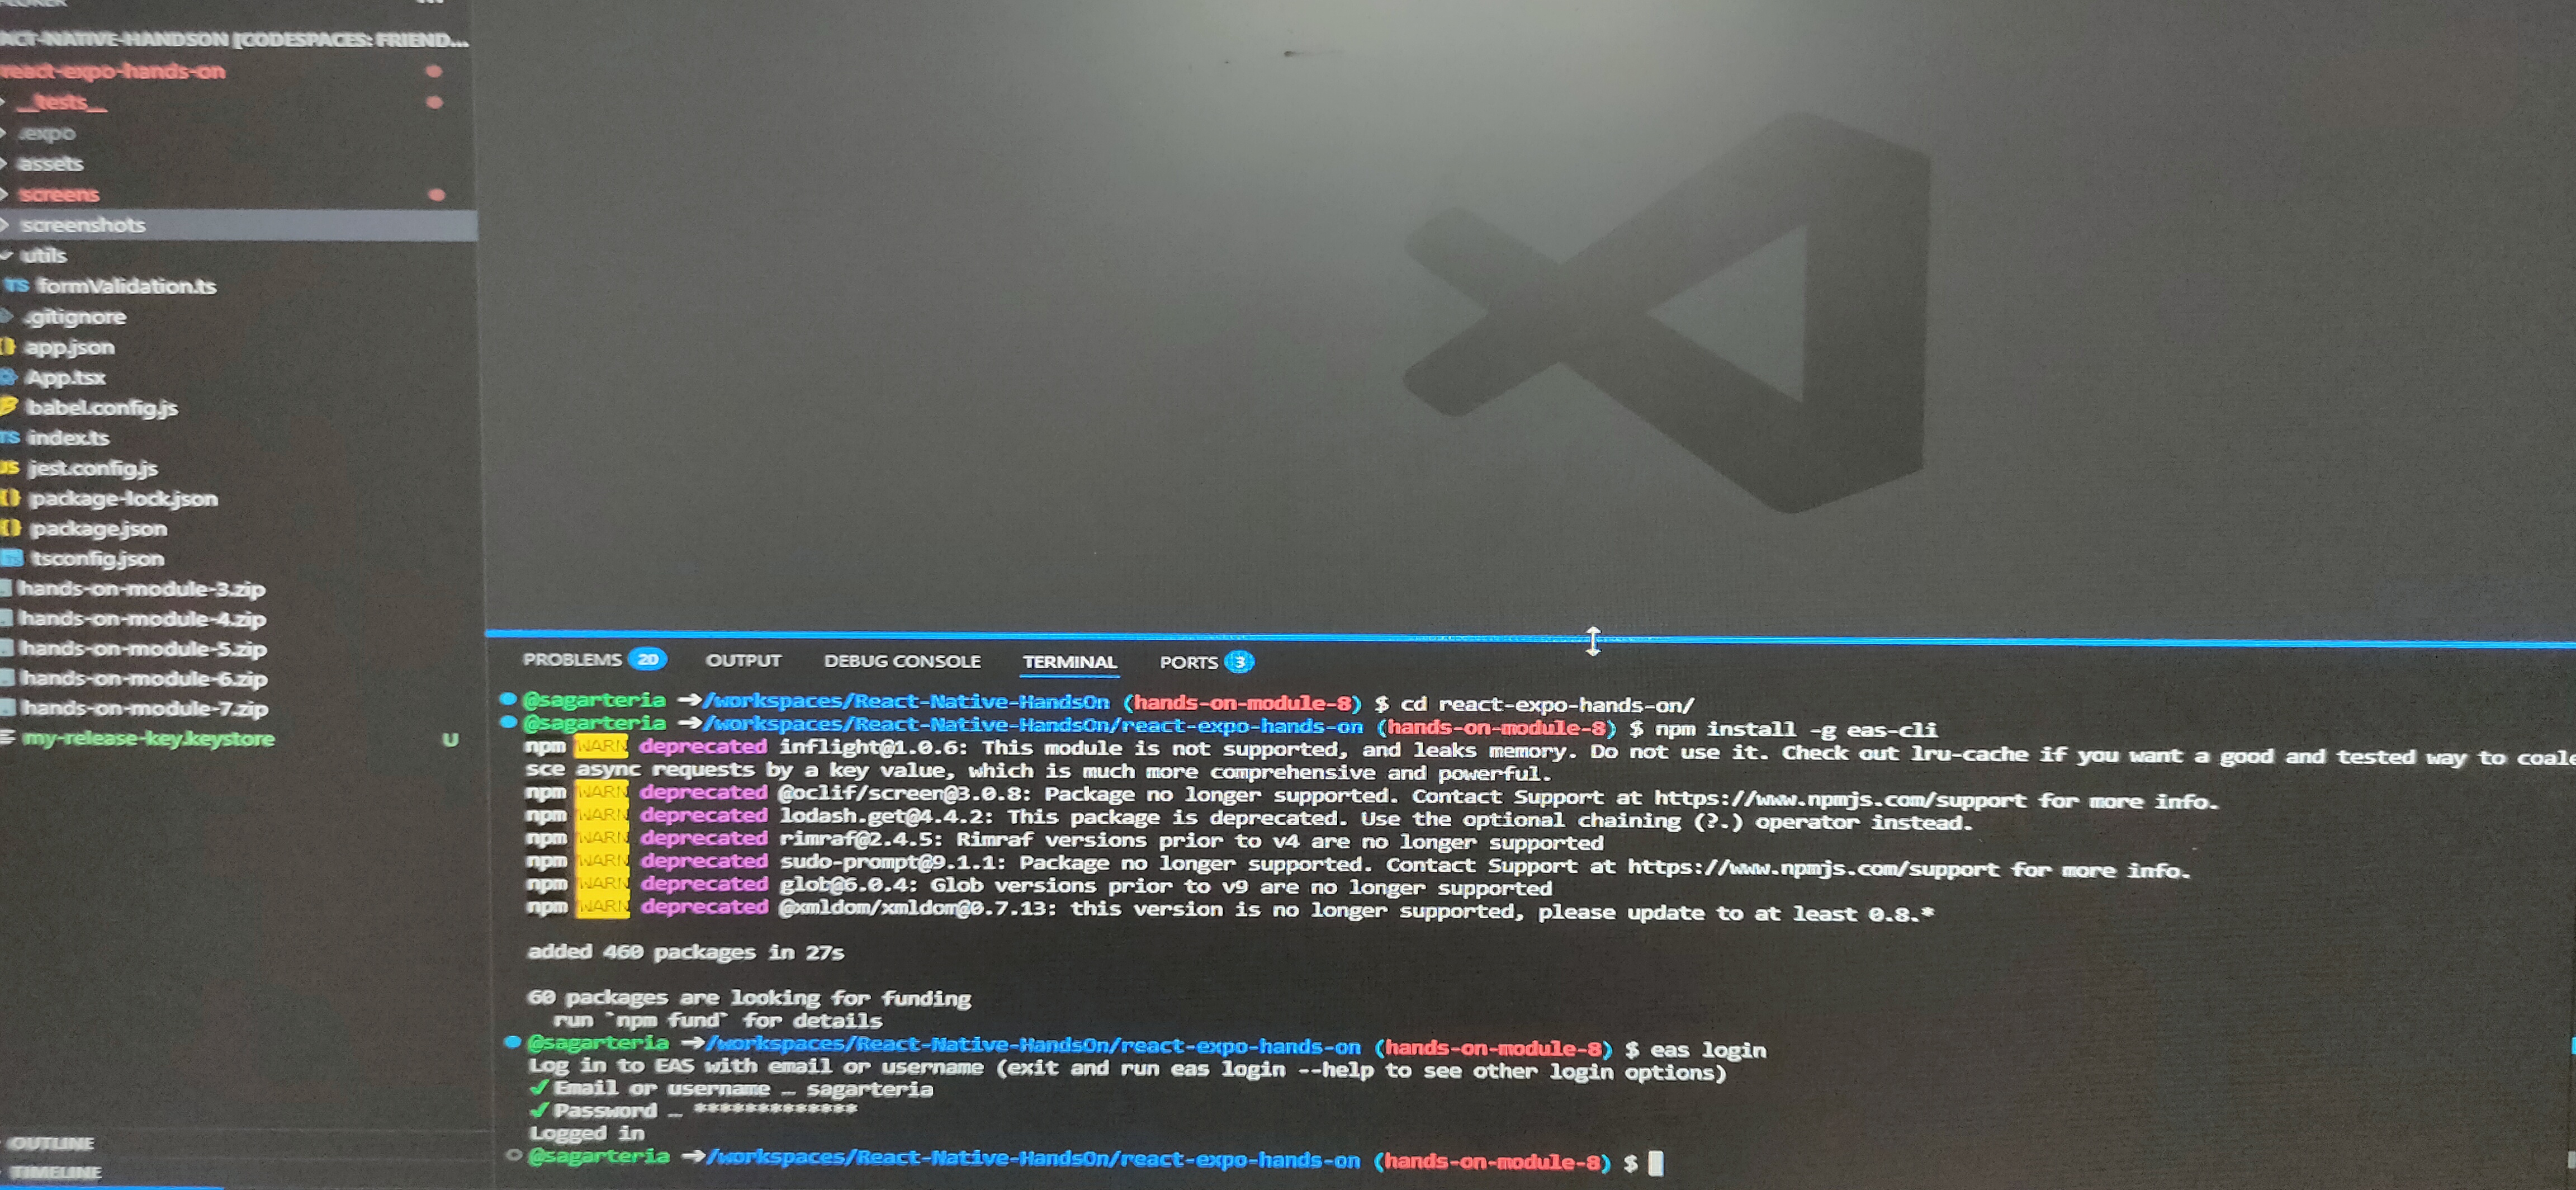 ACT-NATIVE-HANDSON [CODESPACES: FRIEND...
react-expo-hands-on
__tests__
.expo
assets
screens
screenshots
utils
TS formValidation.ts
.gitignore
{} app.json
App.tsx
babel.config.js
TS index.ts
JS jest.config.js
{} package-lock.json
{} package.json
tsconfig.json
hands-on-module-3.zip
hands-on-module-4.zip
hands-on-module-5.zip
hands-on-module-6.zip
hands-on-module-7.zip
my-release-key.keystore U
OUTLINE
TIMELINE
PROBLEMS 20 OUTPUT DEBUG CONSOLE TERMINAL PORTS 3
@sagarteria ➜/workspaces/React-Native-HandsOn (hands-on-module-8) $ cd react-expo-hands-on/
@sagarteria ➜/workspaces/React-Native-HandsOn/react-expo-hands-on (hands-on-module-8) $ npm install -g eas-cli
npm WARN deprecated inflight@1.0.6: This module is not supported, and leaks memory. Do not use it. Check out lru-cache if you want a good and tested way to coale
sce async requests by a key value, which is much more comprehensive and powerful.
npm WARN deprecated @oclif/screen@3.0.8: Package no longer supported. Contact Support at https://www.npmjs.com/support for more info.
npm WARN deprecated lodash.get@4.4.2: This package is deprecated. Use the optional chaining (?.) operator instead.
npm WARN deprecated rimraf@2.4.5: Rimraf versions prior to v4 are no longer supported
npm WARN deprecated sudo-prompt@9.1.1: Package no longer supported. Contact Support at https://www.npmjs.com/support for more info.
npm WARN deprecated glob@6.0.4: Glob versions prior to v9 are no longer supported
npm WARN deprecated @xmldom/xmldom@0.7.13: this version is no longer supported, please update to at least 0.8.*
added 460 packages in 27s
60 packages are looking for funding
run `npm fund` for details
@sagarteria ➜/workspaces/React-Native-HandsOn/react-expo-hands-on (hands-on-module-8) $ eas login
Log in to EAS with email or username (exit and run eas login --help to see other login options)
✔ Email or username … sagarteria
✔ Password … *************
Logged in
@sagarteria ➜/workspaces/React-Native-HandsOn/react-expo-hands-on (hands-on-module-8) $